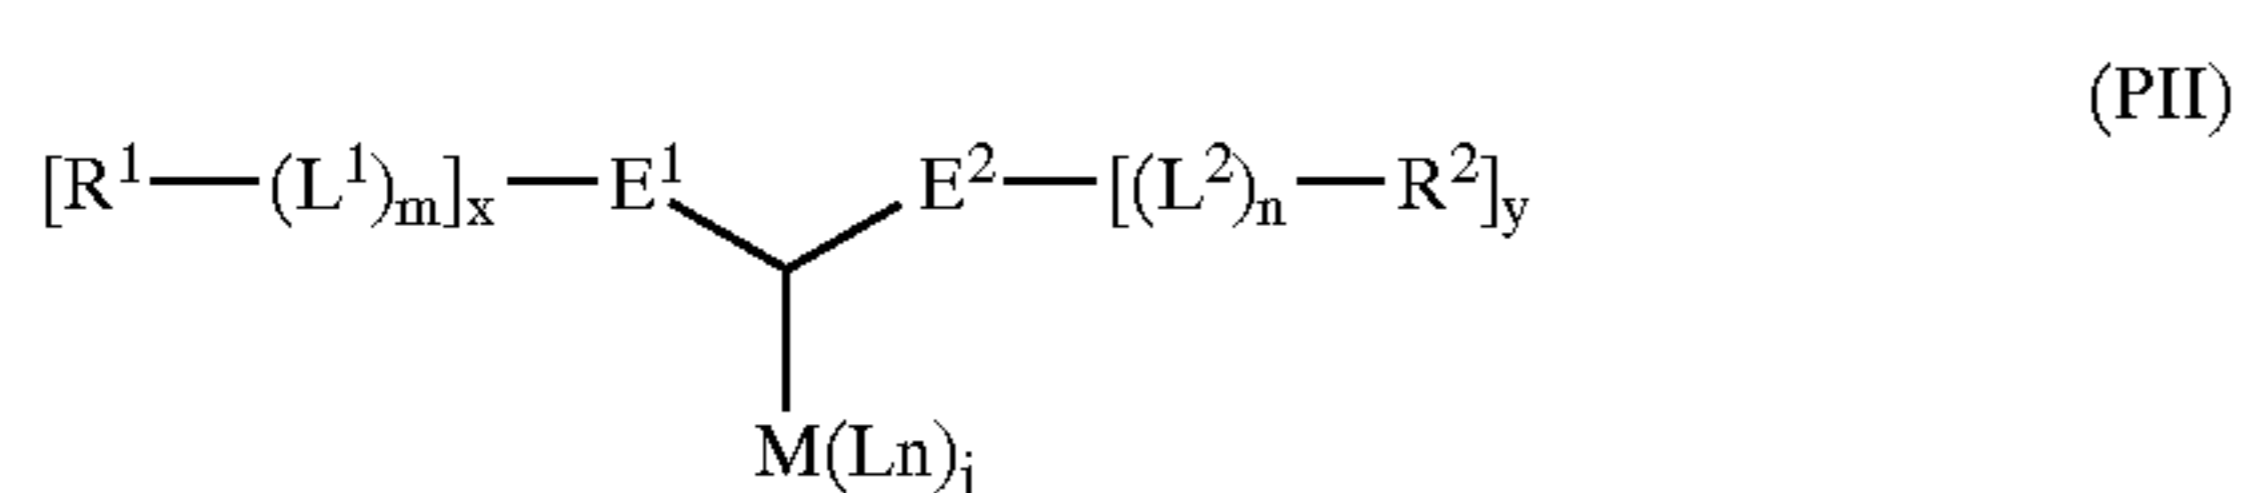 (PII)
[R¹—(L¹)ₘ]ₓ—E¹ E²—[(L²)ₙ—R²]ᵧ
M(Ln)ⱼ